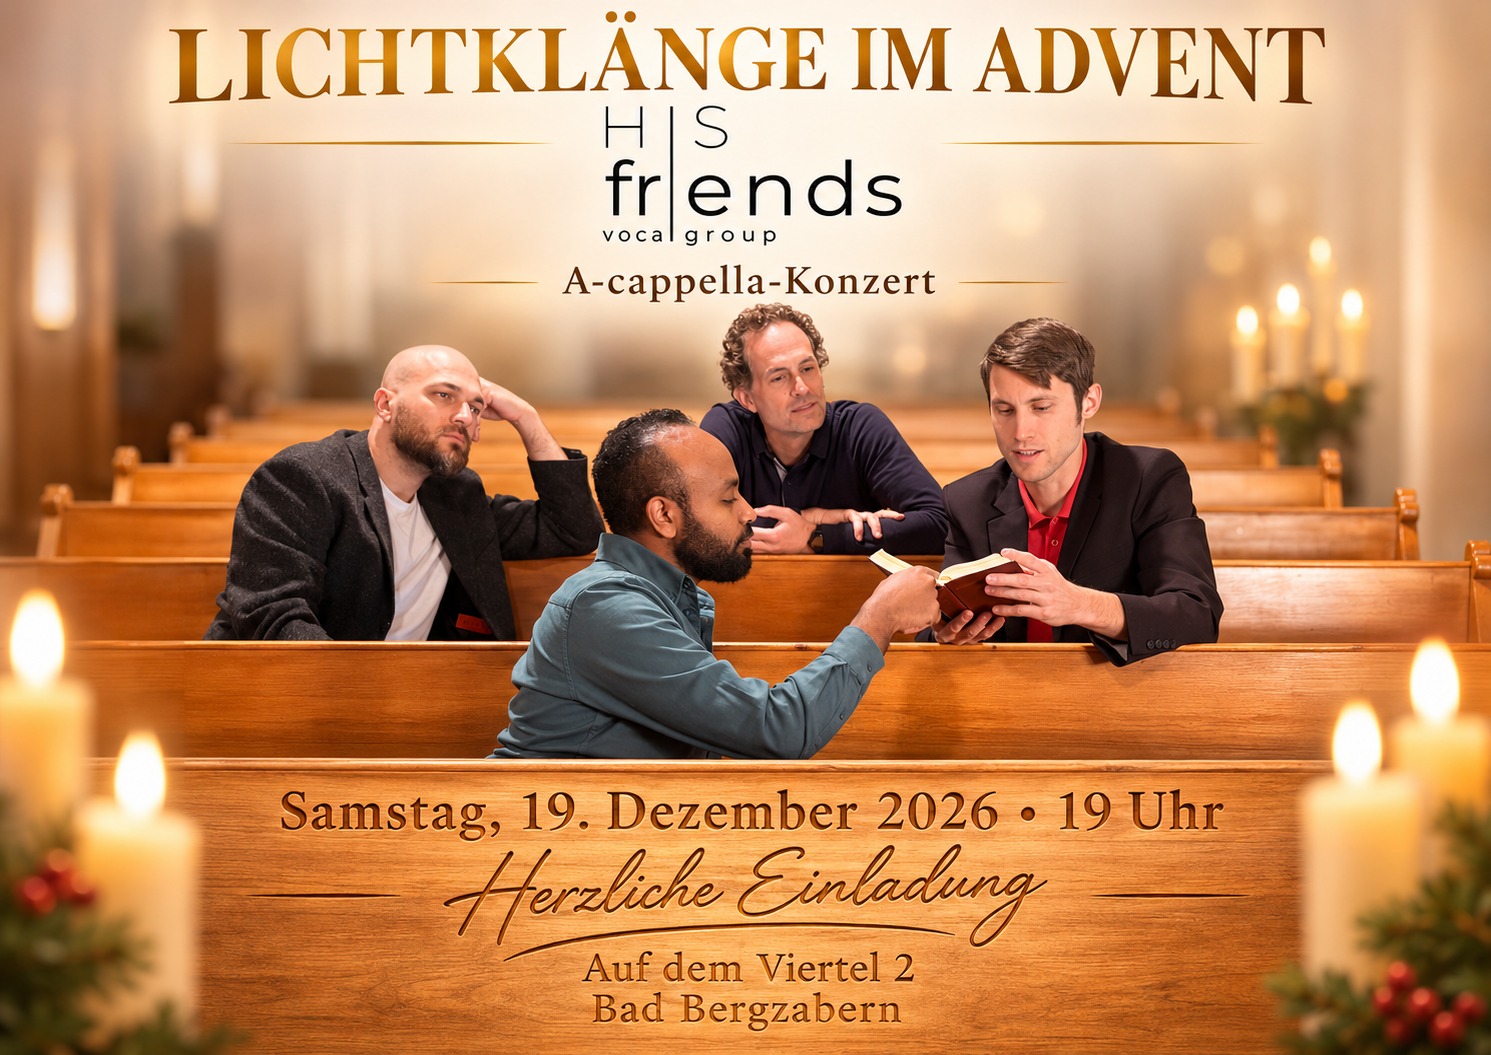 LICHTKLÄNGE IM ADVENT
HIS
friends
vocal group
A-cappella-Konzert
Samstag, 19. Dezember 2026 • 19 Uhr
Herzliche Einladung
Auf dem Viertel 2
Bad Bergzabern